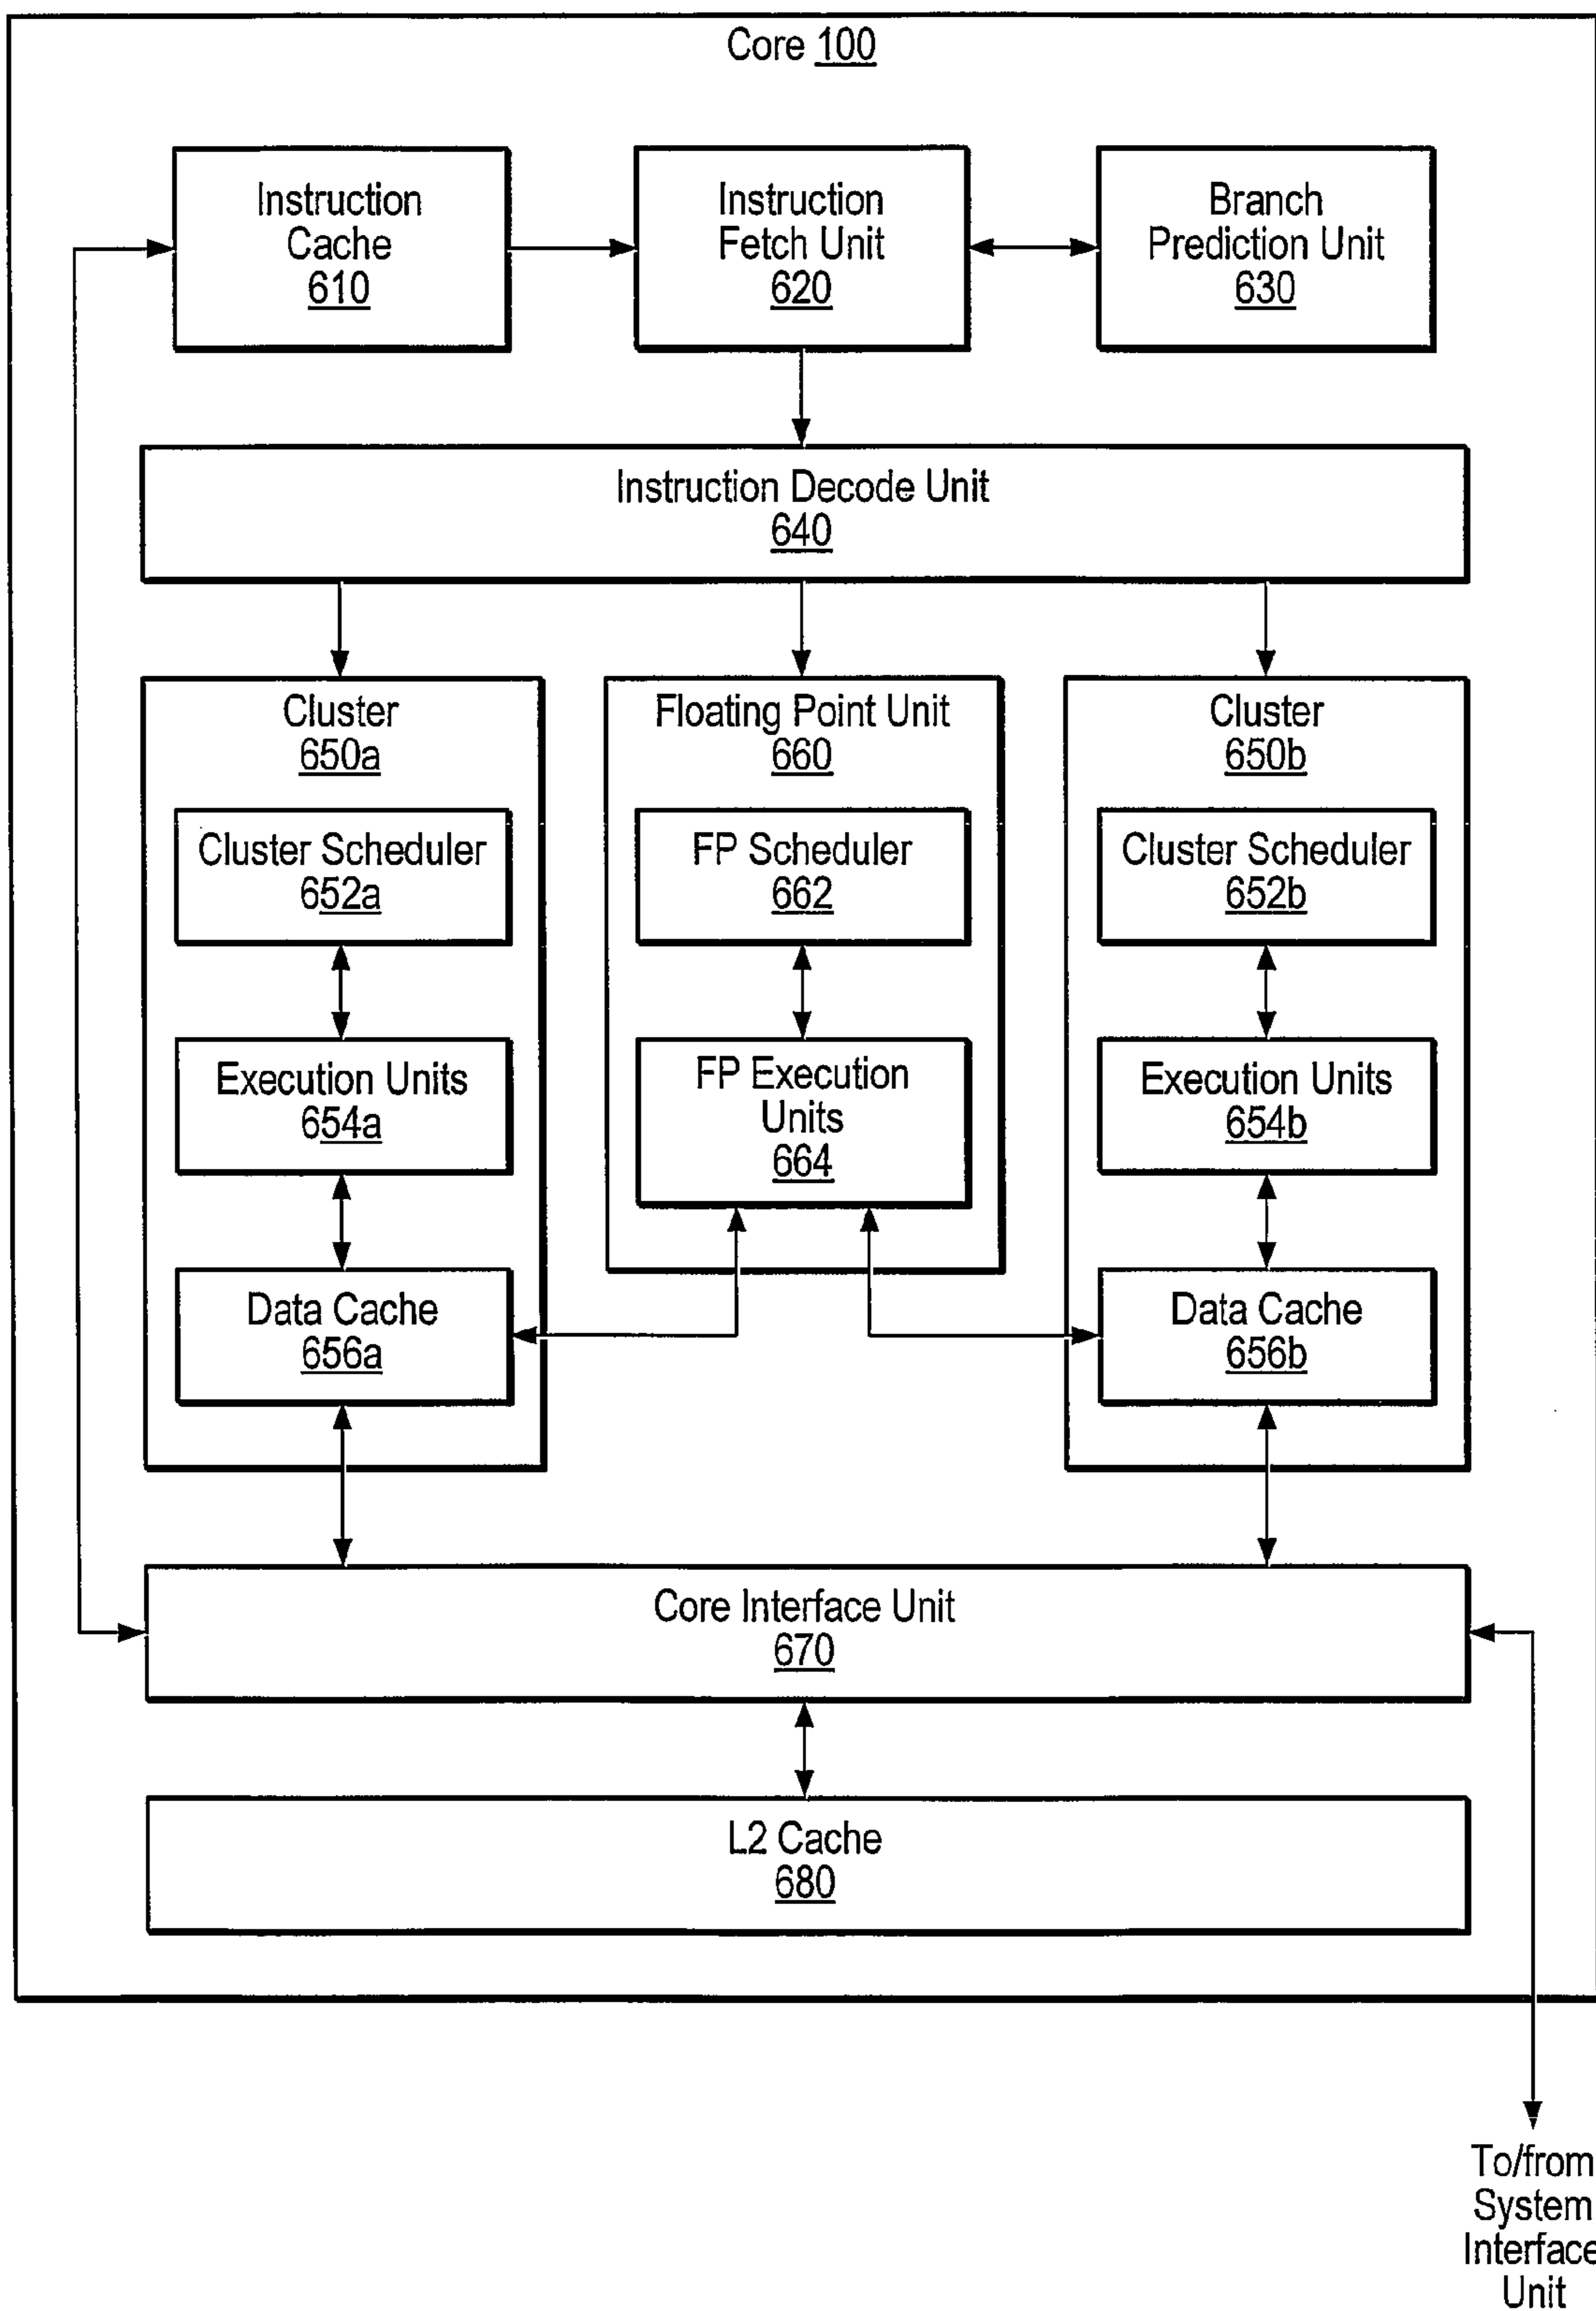 Core 100
Instruction
Cache
610
Instruction
Fetch Unit
620
Branch
Prediction Unit
630
Instruction Decode Unit
640
Cluster
650a
Cluster Scheduler
652a
Execution Units
654a
Data Cache
656a
Floating Point Unit
660
FP Scheduler
662
FP Execution
Units
664
Cluster
650b
Cluster Scheduler
652b
Execution Units
654b
Data Cache
656b
Core Interface Unit
670
L2 Cache
680
To/from
System
Interface
Unit